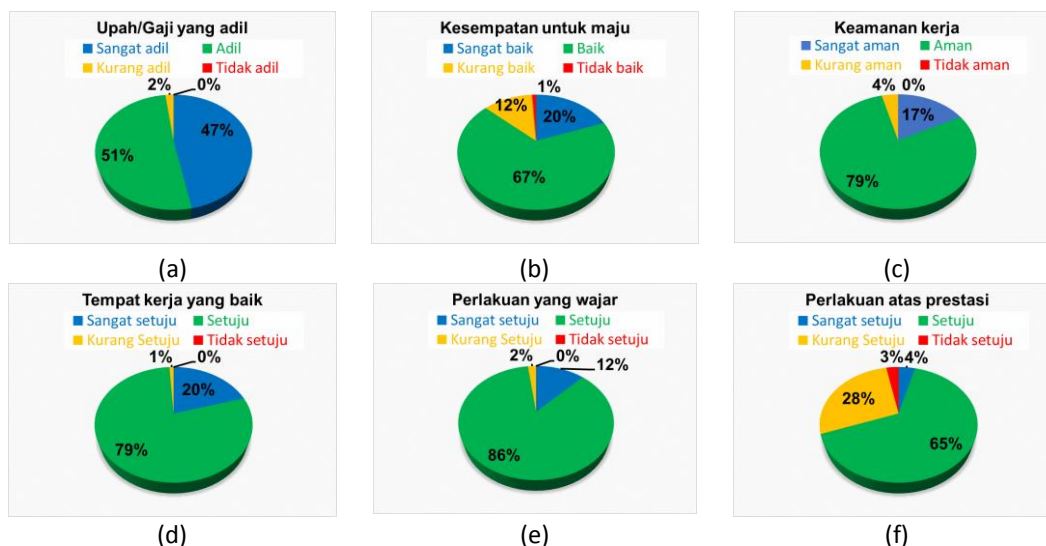 Upah/Gaji yang adil
Sangat adil Adil
Kurang adil Tidak adil
2% 0%
47%
51%
(a)
Kesempatan untuk maju
Sangat baik Baik
Kurang baik Tidak baik
1%
12% 20%
67%
(b)
Keamanan kerja
Sangat aman Aman
Kurang aman Tidak aman
4% 0%
17%
79%
(c)
Tempat kerja yang baik
Sangat setuju Setuju
Kurang Setuju Tidak setuju
1% 0%
20%
79%
(d)
Perlakuan yang wajar
Sangat setuju Setuju
Kurang Setuju Tidak setuju
2% 0% 12%
86%
(e)
Perlakuan atas prestasi
Sangat setuju Setuju
Kurang Setuju Tidak setuju
3% 4%
28%
65%
(f)